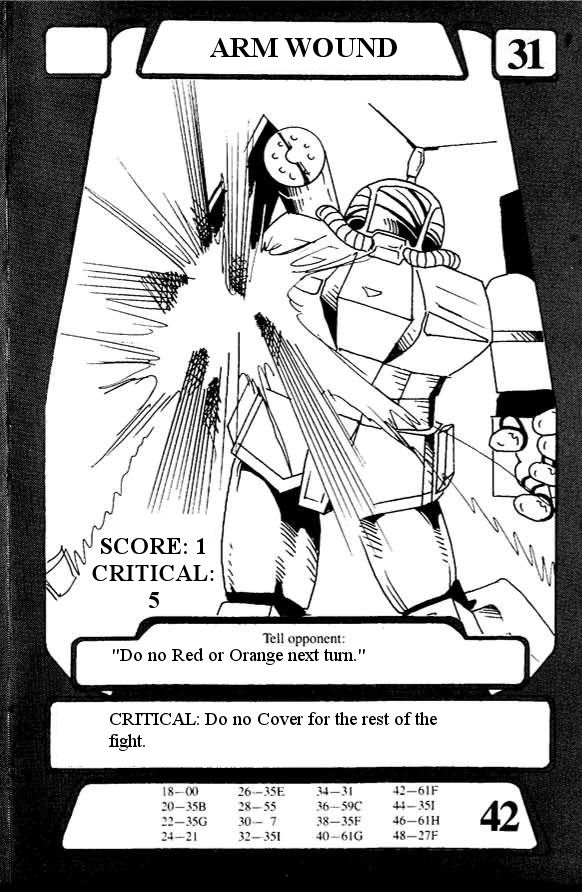 ARM WOUND
31
SCORE: 1
CRITICAL:
5
Tell opponent:
"Do no Red or Orange next turn."
CRITICAL: Do no Cover for the rest of the
fight.
18—00 26—35E 34—31 42—61F
20—35B 28—55 36—59C 44—35I
22—35G 30— 7 38—35F 46—61H
24—21 32—35I 40—61G 48—27F
42